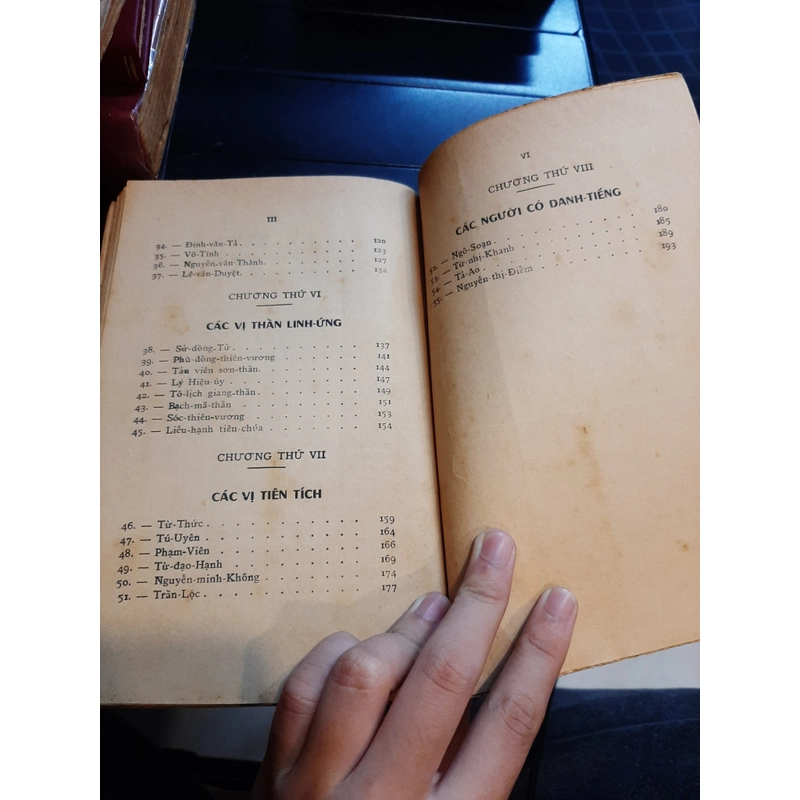 III
34. — Đinh-văn-Tả . . . . . . . . . . 120
35. — Võ-Tính . . . . . . . . . . 123
36. — Nguyễn-văn-Thành . . . . . . . . 127
37. — Lê-văn-Duyệt . . . . . . . . . . 132
CHƯƠNG THỨ VI
CÁC VỊ THẦN LINH-ỨNG
38. — Sử-đồng-Tử . . . . . . . . . . 137
39. — Phù-đổng-thiên-vương . . . . . . . 141
40. — Tản viên sơn-thần . . . . . . . . 144
41. — Lý Hiệu-úy . . . . . . . . . . 147
42. — Tô-lịch giang-thần . . . . . . . . 149
43. — Bạch-mã-thần . . . . . . . . . 151
44. — Sóc-thiên-vương . . . . . . . . . 153
45. — Liễu-hạnh tiên-chúa . . . . . . . . 154
CHƯƠNG THỨ VII
CÁC VỊ TIÊN TÍCH
46. — Từ-Thức . . . . . . . . . . . 159
47. — Tú-Uyên . . . . . . . . . . . 164
48. — Phạm-Viên . . . . . . . . . . 166
49. — Từ-đạo-Hạnh . . . . . . . . . 169
50. — Nguyễn-minh-Không . . . . . . . . 174
51. — Trần-Lộc . . . . . . . . . . . 177
VI
CHƯƠNG THỨ VIII
CÁC NGƯỜI CÓ DANH-TIẾNG
52. — Ngô-Soạn . . . . . . . . . . 180
53. — Từ-nhị-Khanh . . . . . . . . . 185
54. — Tả-Ao . . . . . . . . . . . 189
55. — Nguyễn-thị-Điểm . . . . . . . . . 193